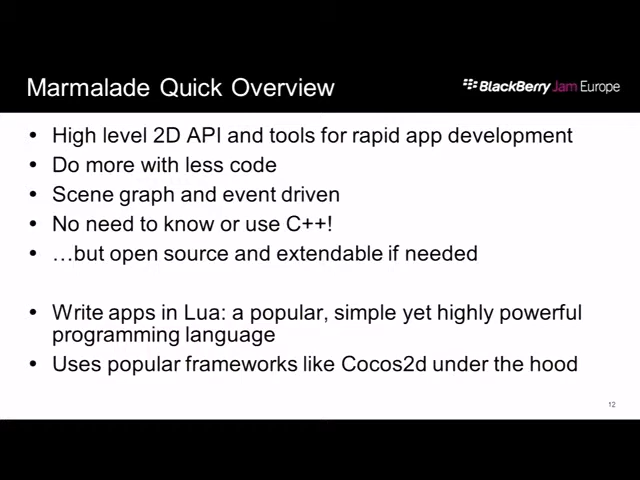 Marmalade Quick Overview
BlackBerry Jam Europe
• High level 2D API and tools for rapid app development
• Do more with less code
• Scene graph and event driven
• No need to know or use C++!
• …but open source and extendable if needed
• Write apps in Lua: a popular, simple yet highly powerful
programming language
• Uses popular frameworks like Cocos2d under the hood
12